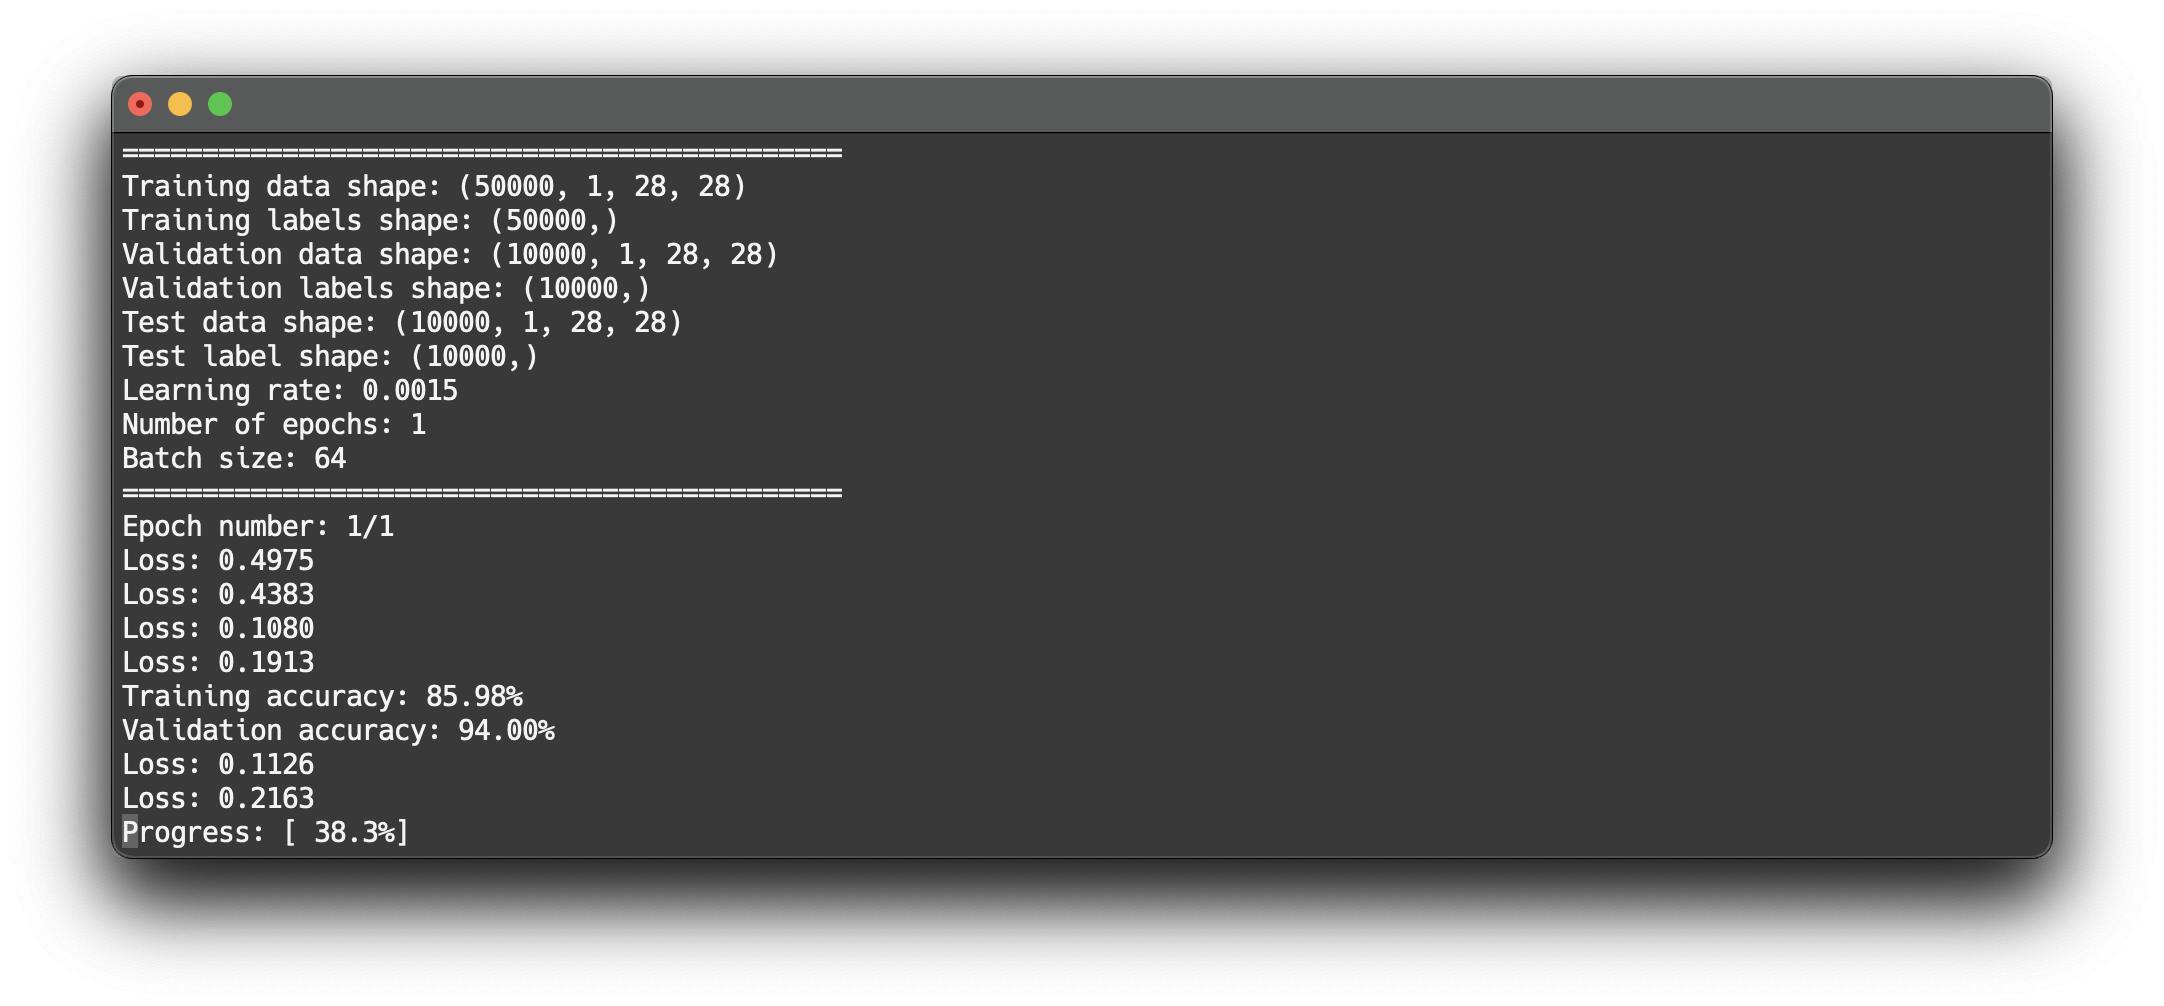 =============================================
Training data shape: (50000, 1, 28, 28)
Training labels shape: (50000,)
Validation data shape: (10000, 1, 28, 28)
Validation labels shape: (10000,)
Test data shape: (10000, 1, 28, 28)
Test label shape: (10000,)
Learning rate: 0.0015
Number of epochs: 1
Batch size: 64
=============================================
Epoch number: 1/1
Loss: 0.4975
Loss: 0.4383
Loss: 0.1080
Loss: 0.1913
Training accuracy: 85.98%
Validation accuracy: 94.00%
Loss: 0.1126
Loss: 0.2163
Progress: [ 38.3%]